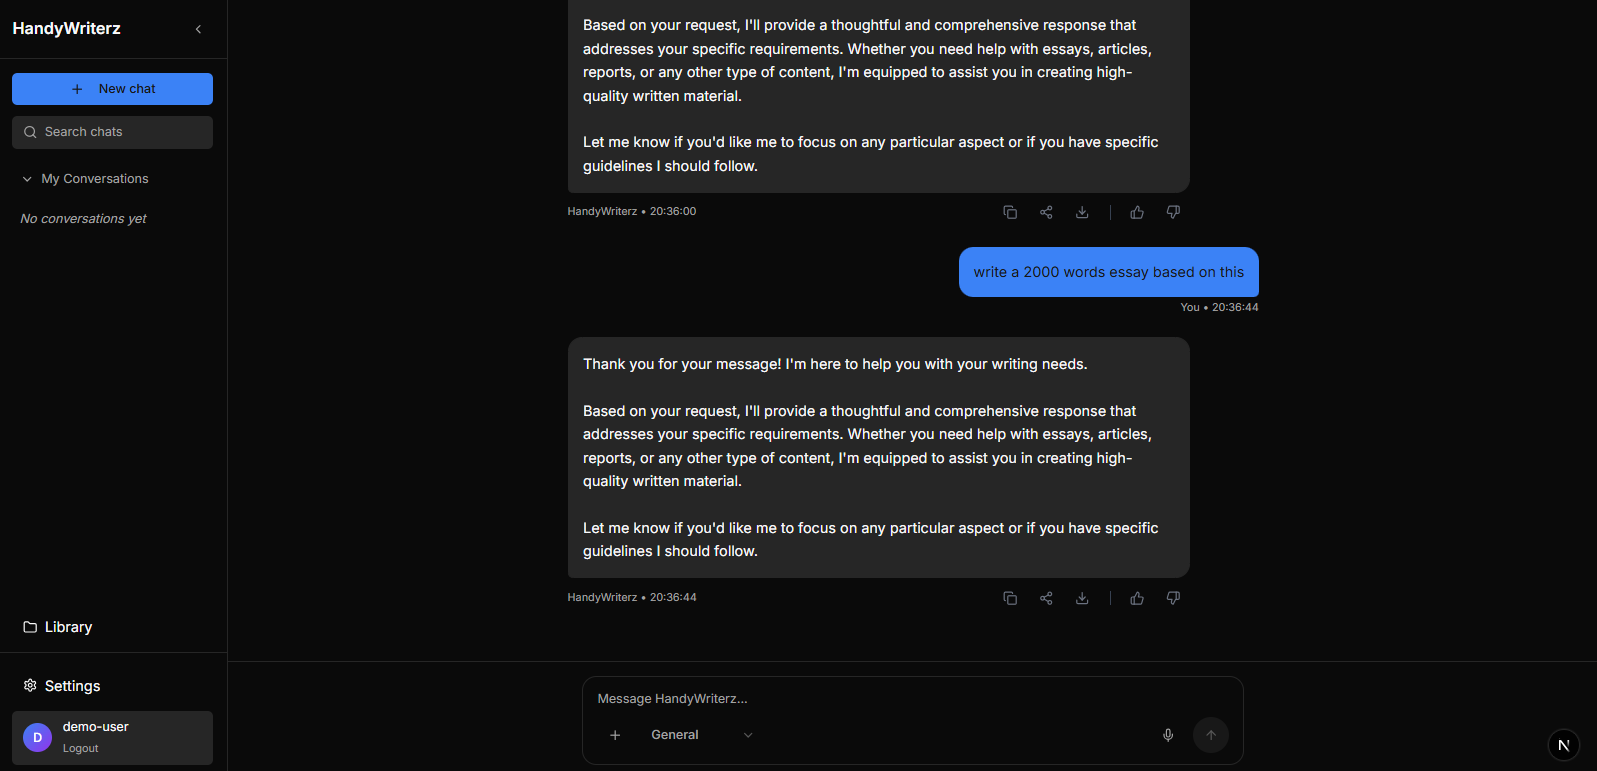 HandyWriterz
New chat
Search chats
My Conversations
No conversations yet
Library
Settings
D
demo-user
Logout
Based on your request, I'll provide a thoughtful and comprehensive response that
addresses your specific requirements. Whether you need help with essays, articles,
reports, or any other type of content, I'm equipped to assist you in creating high-
quality written material.
Let me know if you'd like me to focus on any particular aspect or if you have specific
guidelines I should follow.
HandyWriterz • 20:36:00
write a 2000 words essay based on this
You • 20:36:44
Thank you for your message! I'm here to help you with your writing needs.
Based on your request, I'll provide a thoughtful and comprehensive response that
addresses your specific requirements. Whether you need help with essays, articles,
reports, or any other type of content, I'm equipped to assist you in creating high-
quality written material.
Let me know if you'd like me to focus on any particular aspect or if you have specific
guidelines I should follow.
HandyWriterz • 20:36:44
Message HandyWriterz...
General
N